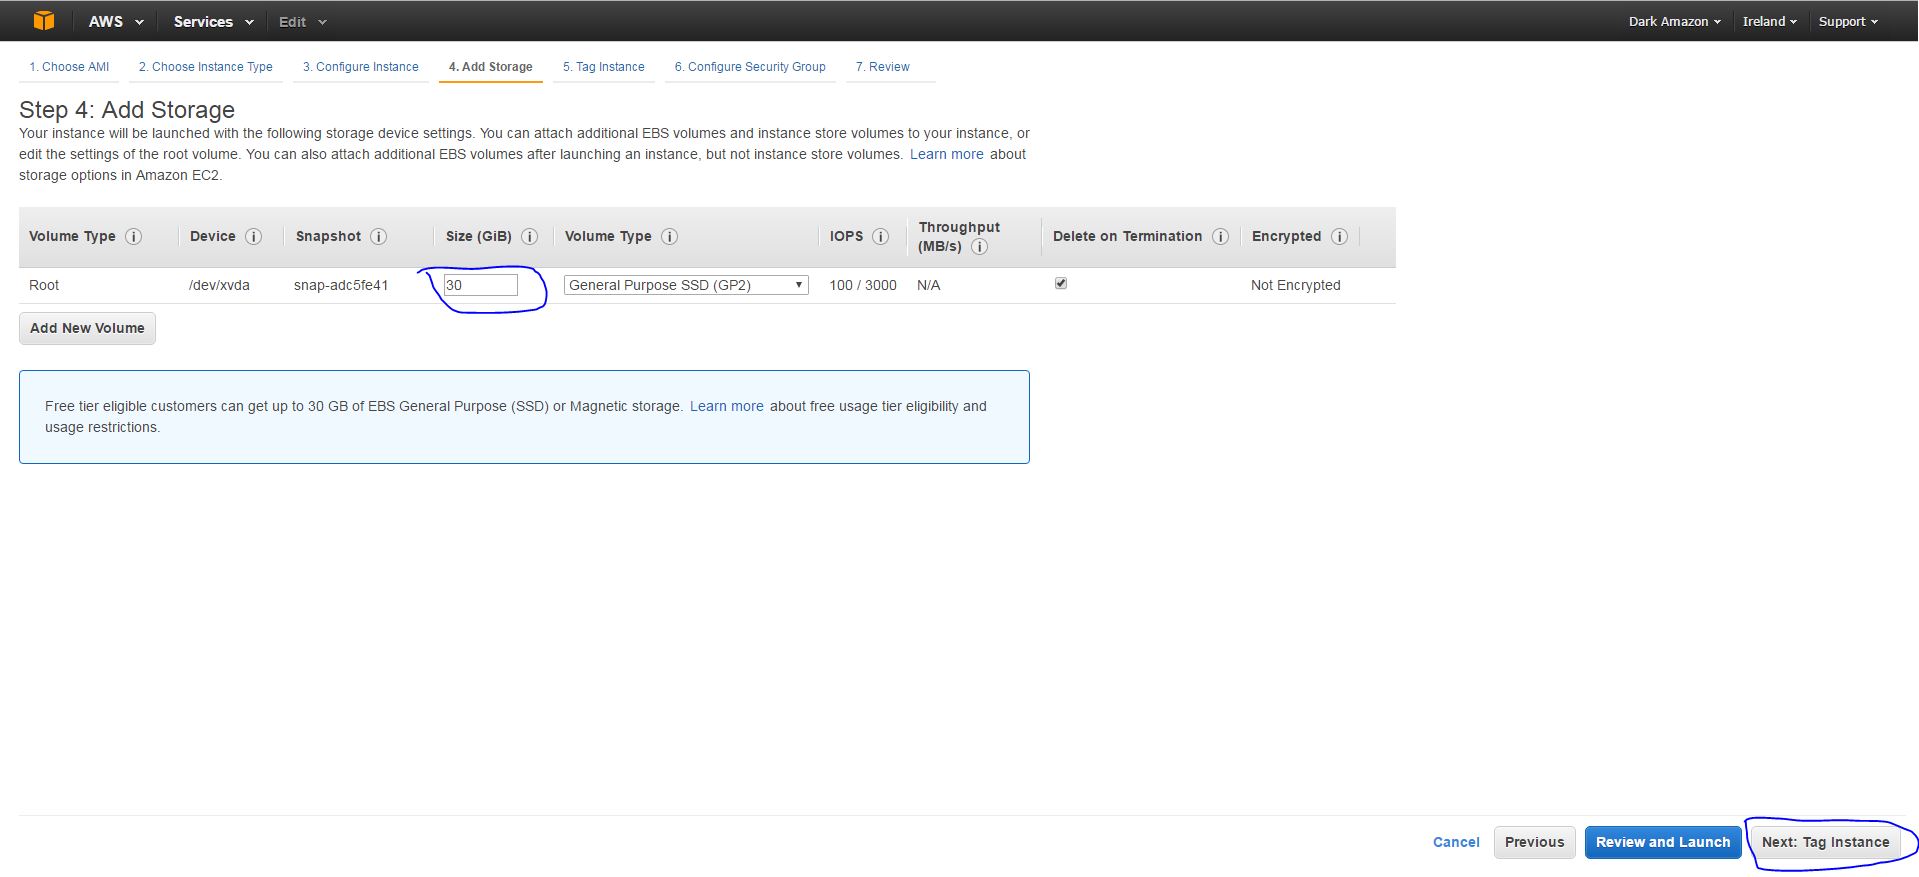 AWS Services Edit Dark Amazon Ireland Support
1. Choose AMI 2. Choose Instance Type 3. Configure Instance 4. Add Storage 5. Tag Instance 6. Configure Security Group 7. Review
Step 4: Add Storage
Your instance will be launched with the following storage device settings. You can attach additional EBS volumes and instance store volumes to your instance, or
edit the settings of the root volume. You can also attach additional EBS volumes after launching an instance, but not instance store volumes. Learn more about
storage options in Amazon EC2.
Volume Type i Device i Snapshot i Size (GiB) i Volume Type i IOPS i Throughput (MB/s) i Delete on Termination i Encrypted i
Root /dev/xvda snap-adc5fe41 30 General Purpose SSD (GP2) 100 / 3000 N/A Not Encrypted
Add New Volume
Free tier eligible customers can get up to 30 GB of EBS General Purpose (SSD) or Magnetic storage. Learn more about free usage tier eligibility and
usage restrictions.
Cancel Previous Review and Launch Next: Tag Instance